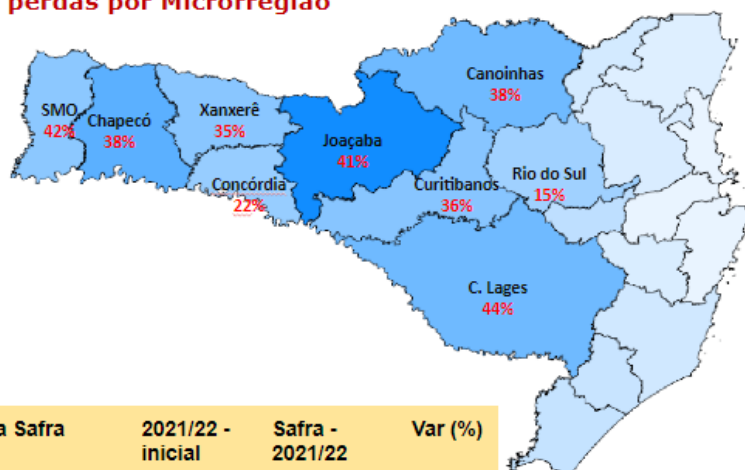 perdas por Microrregião
Canoinhas
38%
SMO
42%
Chapecó
38%
Xanxerê
35%
Joaçaba
41%
Concórdia
22%
Curitibanos
36%
Rio do Sul
15%
C. Lages
44%
a Safra 2021/22 - Safra - Var (%)
inicial 2021/22